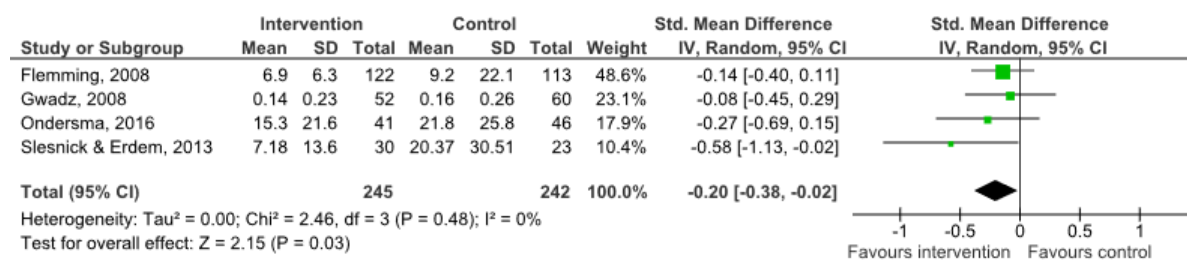 Intervention Control Std. Mean Difference Std. Mean Difference
Study or Subgroup Mean SD Total Mean SD Total Weight IV, Random, 95% CI IV, Random, 95% CI
Flemming, 2008 6.9 6.3 122 9.2 22.1 113 48.6% -0.14 [-0.40, 0.11]
Gwadz, 2008 0.14 0.23 52 0.16 0.26 60 23.1% -0.08 [-0.45, 0.29]
Ondersma, 2016 15.3 21.6 41 21.8 25.8 46 17.9% -0.27 [-0.69, 0.15]
Slesnick & Erdem, 2013 7.18 13.6 30 20.37 30.51 23 10.4% -0.58 [-1.13, -0.02]
Total (95% CI) 245 242 100.0% -0.20 [-0.38, -0.02]
Heterogeneity: Tau² = 0.00; Chi² = 2.46, df = 3 (P = 0.48); I² = 0%
Test for overall effect: Z = 2.15 (P = 0.03)
-1 -0.5 0 0.5 1
Favours intervention Favours control